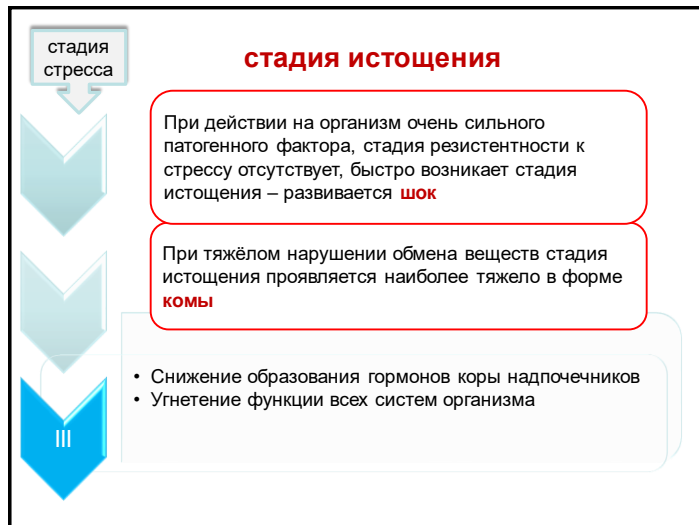 стадия
стресса
стадия истощения
При действии на организм очень сильного
патогенного фактора, стадия резистентности к
стрессу отсутствует, быстро возникает стадия
истощения – развивается шок
При тяжёлом нарушении обмена веществ стадия
истощения проявляется наиболее тяжело в форме
комы
• Снижение образования гормонов коры надпочечников
• Угнетение функции всех систем организма
III